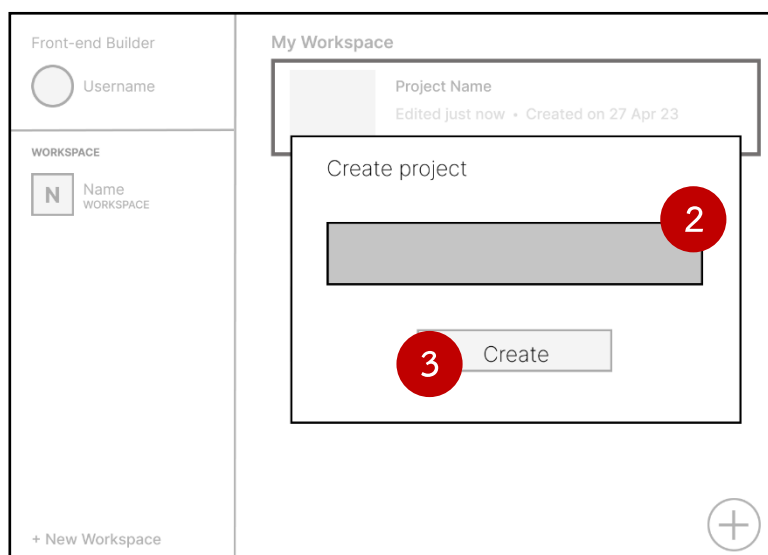 Front-end Builder
Username
WORKSPACE
N
Name
WORKSPACE
+ New Workspace
My Workspace
Project Name
Edited just now • Created on 27 Apr 23
Create project
2
3
Create